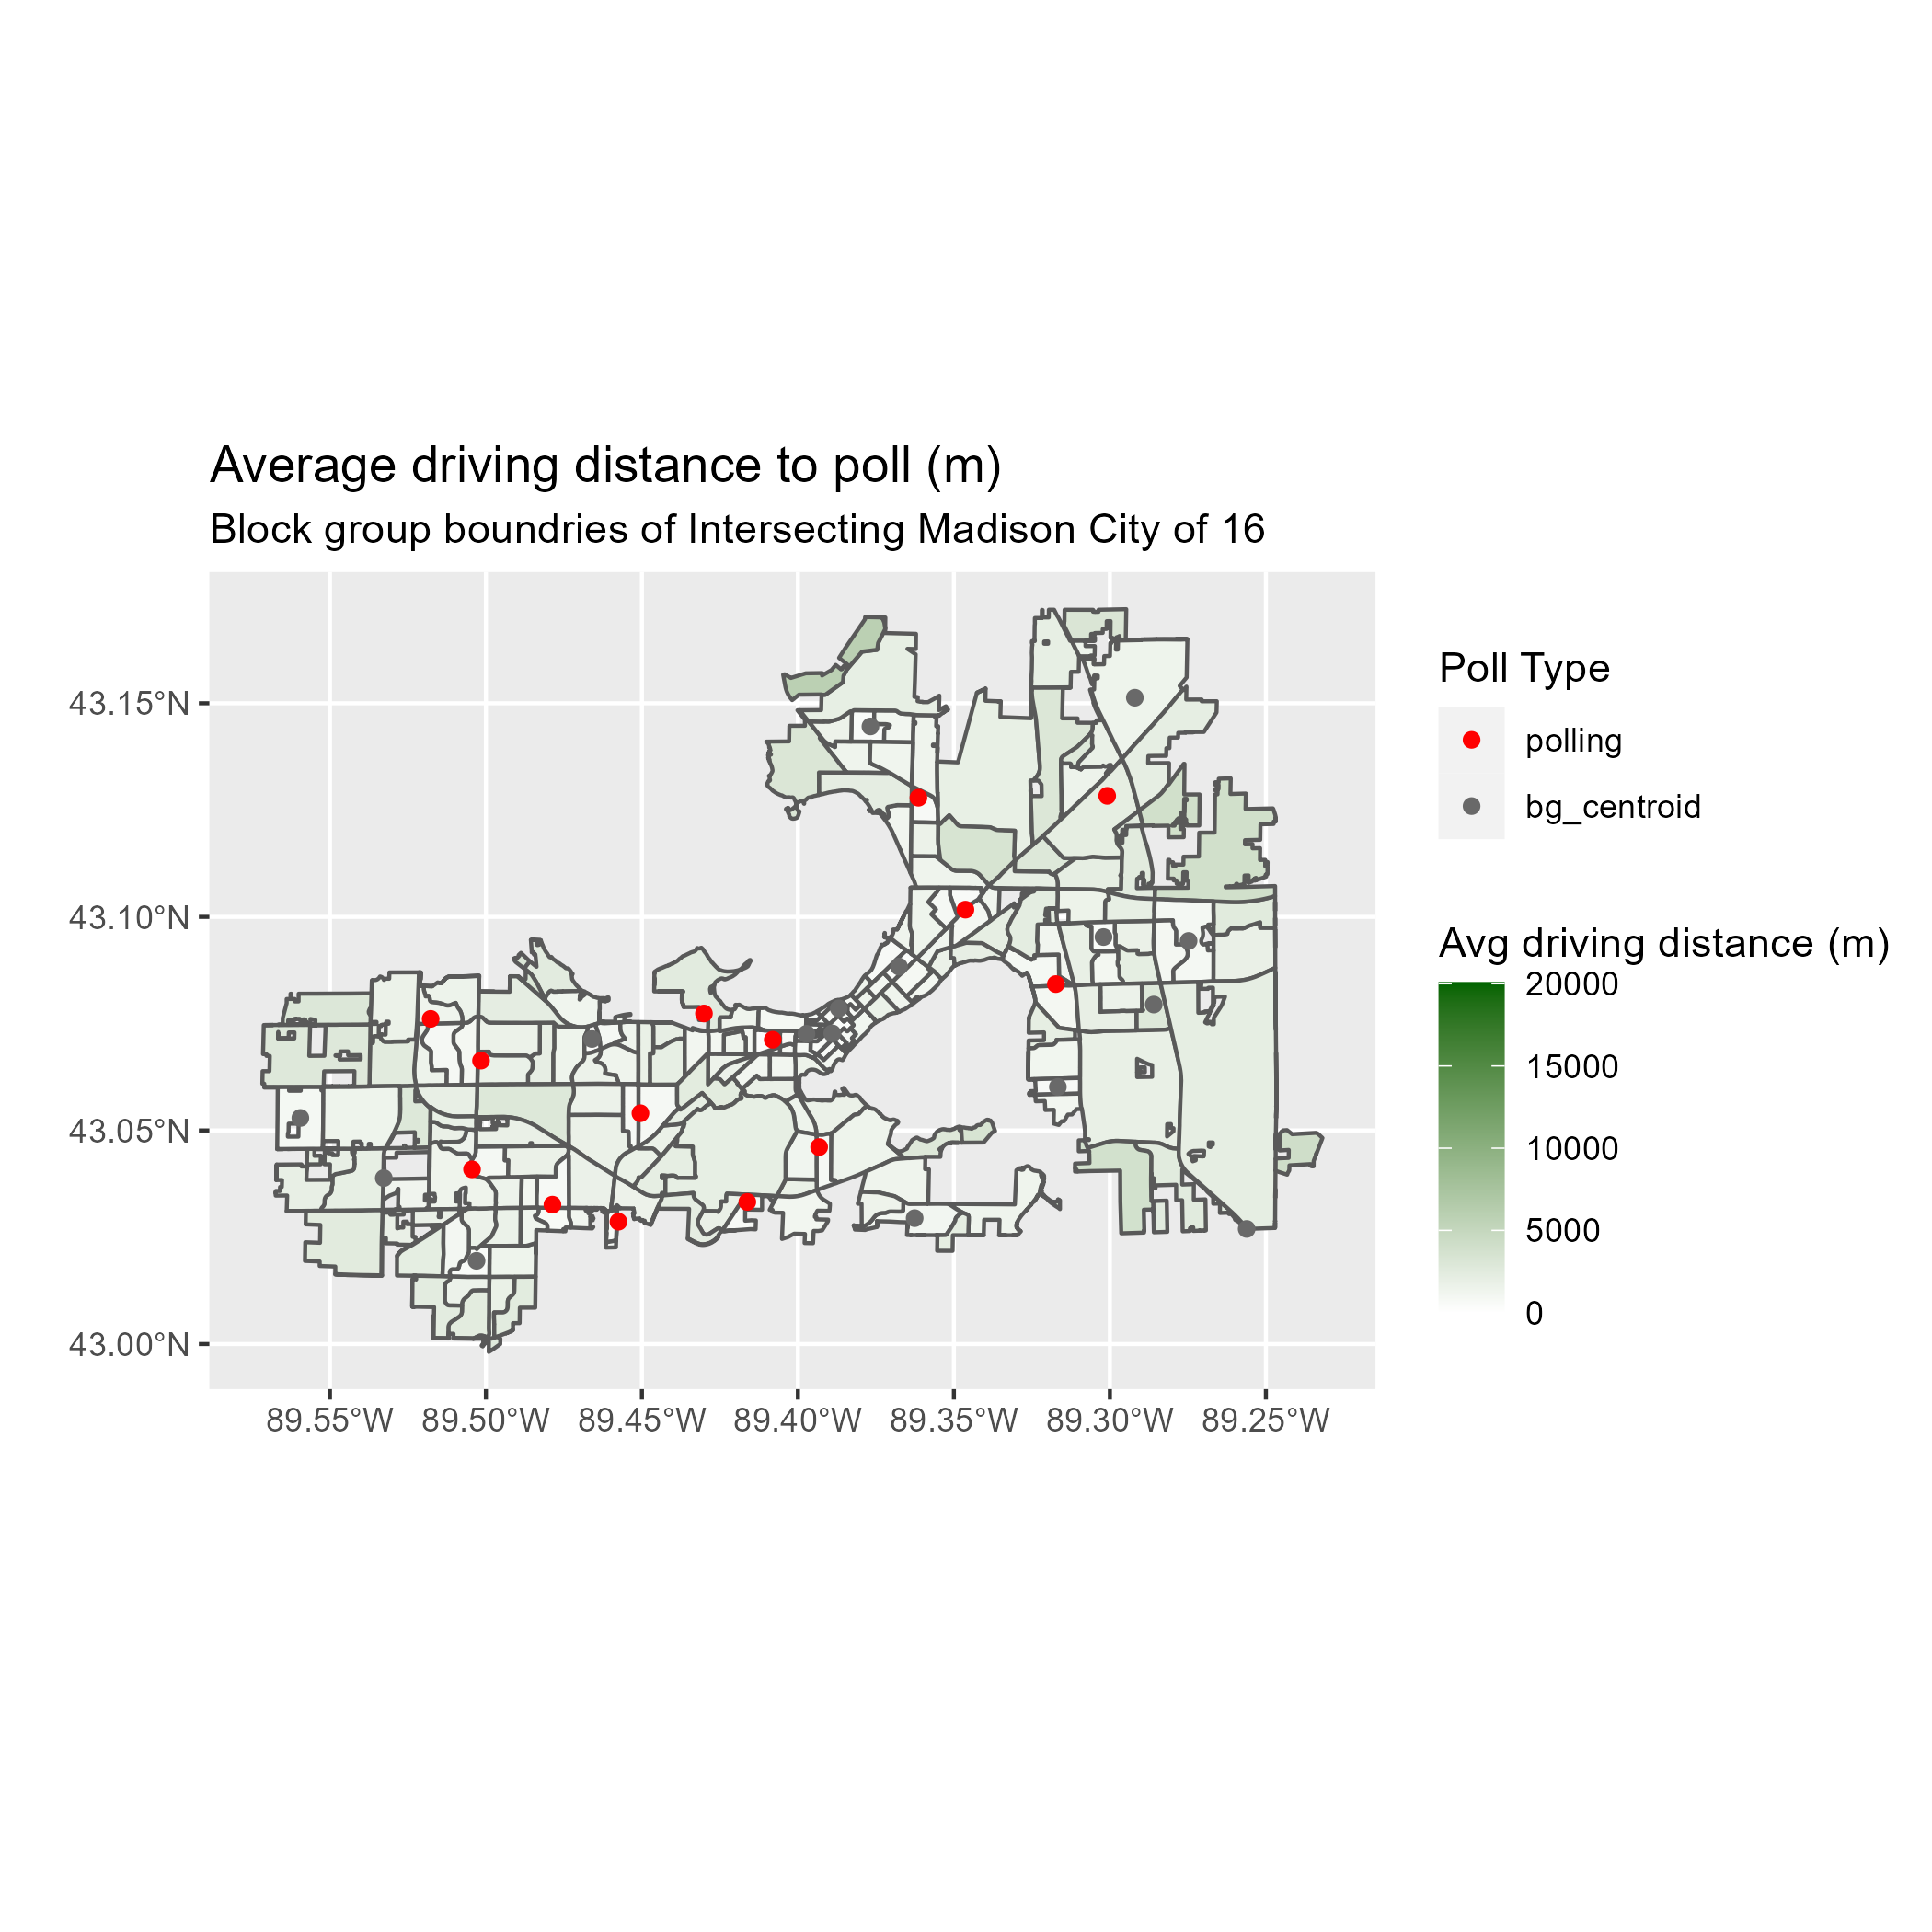 Average driving distance to poll (m)
Block group boundries of Intersecting Madison City of 16
Poll Type
polling
bg_centroid
Avg driving distance (m)
20000
15000
10000
5000
0
43.15°N
43.10°N
43.05°N
43.00°N
89.55°W 89.50°W 89.45°W 89.40°W 89.35°W 89.30°W 89.25°W